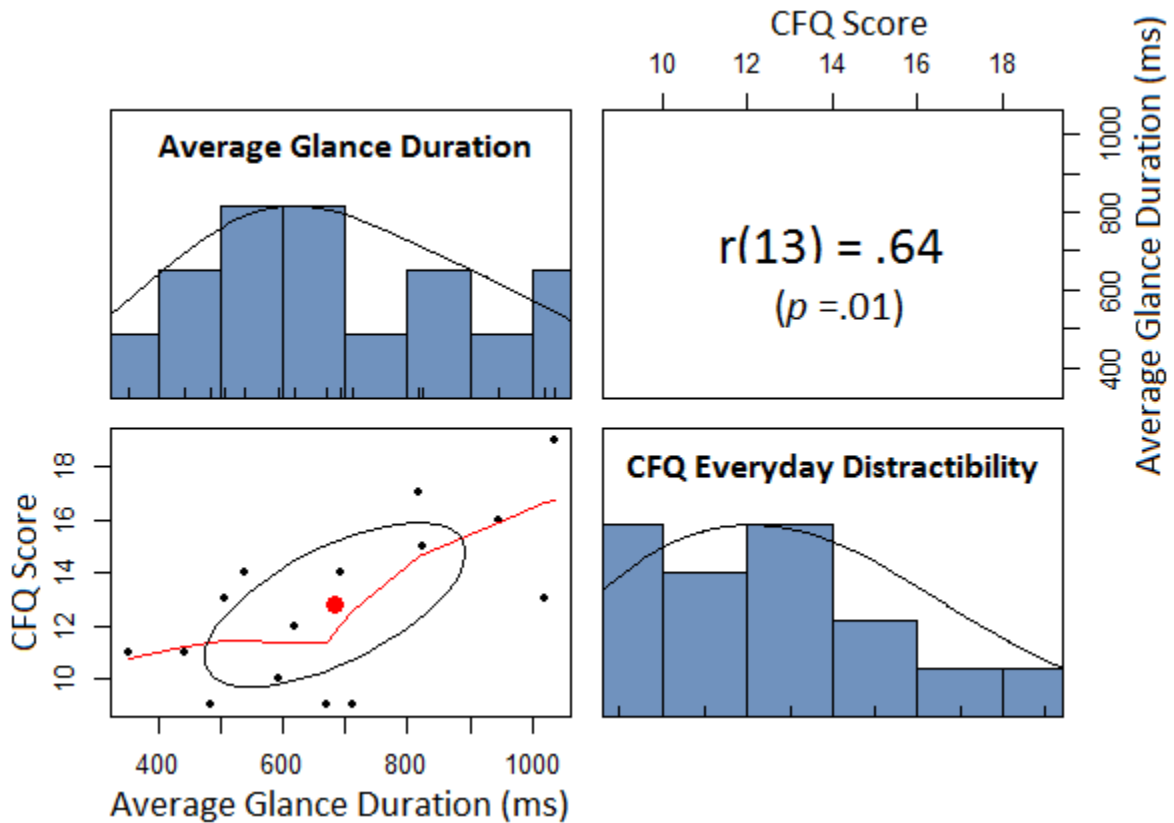 CFQ Score
10 12 14 16 18
Average Glance Duration
r(13) = .64
(p =.01)
1000
800
600
400
Average Glance Duration (ms)
CFQ Everyday Distractibility
CFQ Score
18
16
14
12
10
400 600 800 1000
Average Glance Duration (ms)